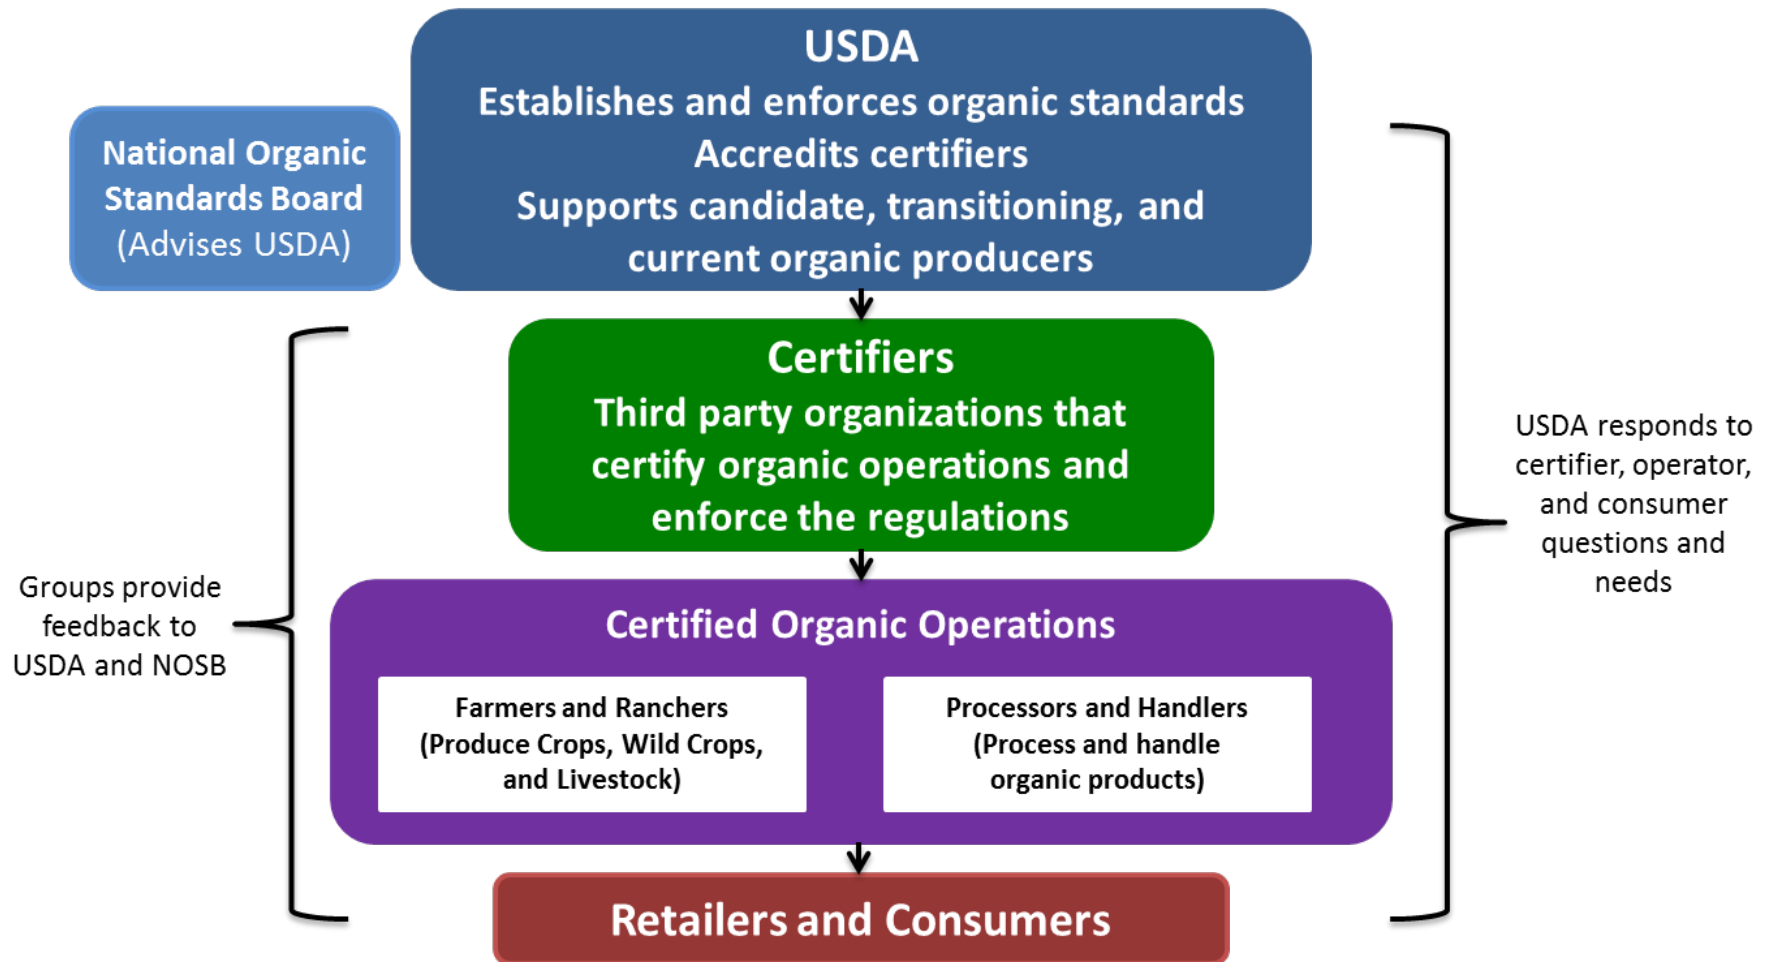 USDA
Establishes and enforces organic standards
Accredits certifiers
Supports candidate, transitioning, and
current organic producers
National Organic
Standards Board
(Advises USDA)
Certifiers
Third party organizations that
certify organic operations and
enforce the regulations
USDA responds to
certifier, operator,
and consumer
questions and
needs
Groups provide
feedback to
USDA and NOSB
Certified Organic Operations
Farmers and Ranchers
(Produce Crops, Wild Crops,
and Livestock)
Processors and Handlers
(Process and handle
organic products)
Retailers and Consumers